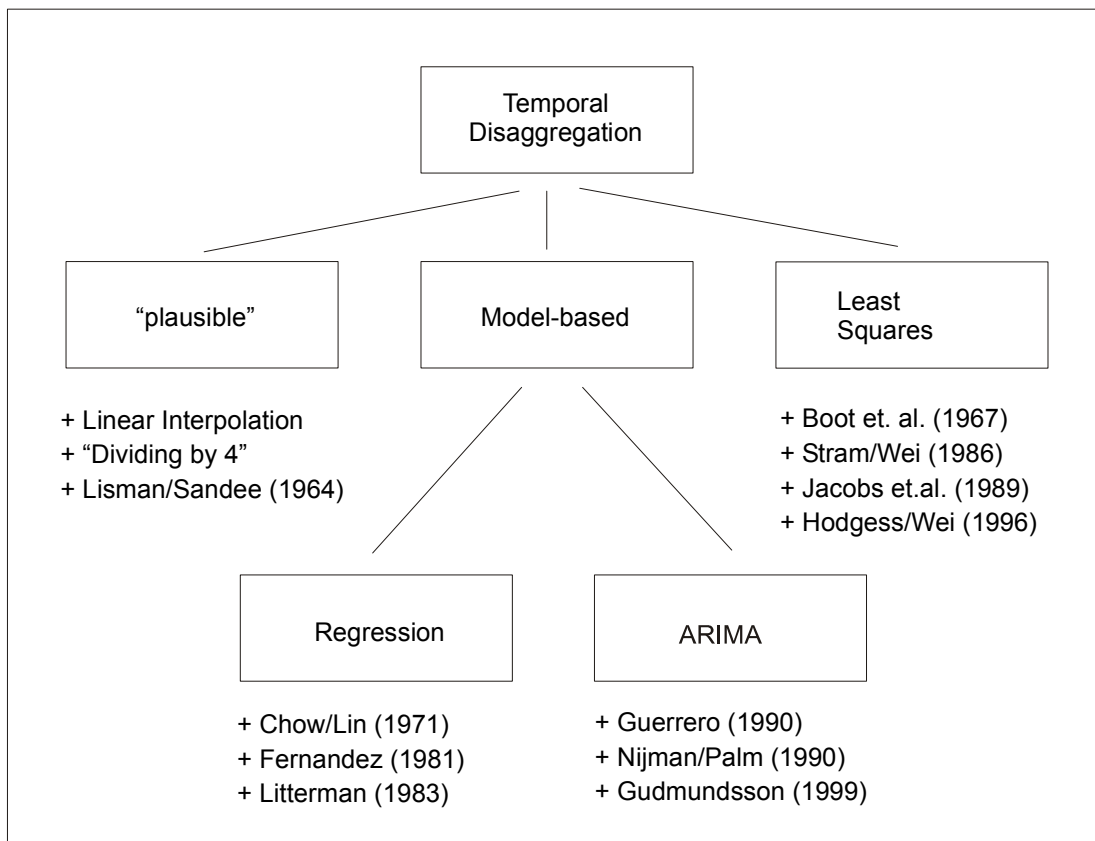 Temporal
Disaggregation
“plausible”
Model-based
Least
Squares
+ Linear Interpolation
+ “Dividing by 4”
+ Lisman/Sandee (1964)
+ Boot et. al. (1967)
+ Stram/Wei (1986)
+ Jacobs et.al. (1989)
+ Hodgess/Wei (1996)
Regression
ARIMA
+ Chow/Lin (1971)
+ Fernandez (1981)
+ Litterman (1983)
+ Guerrero (1990)
+ Nijman/Palm (1990)
+ Gudmundsson (1999)